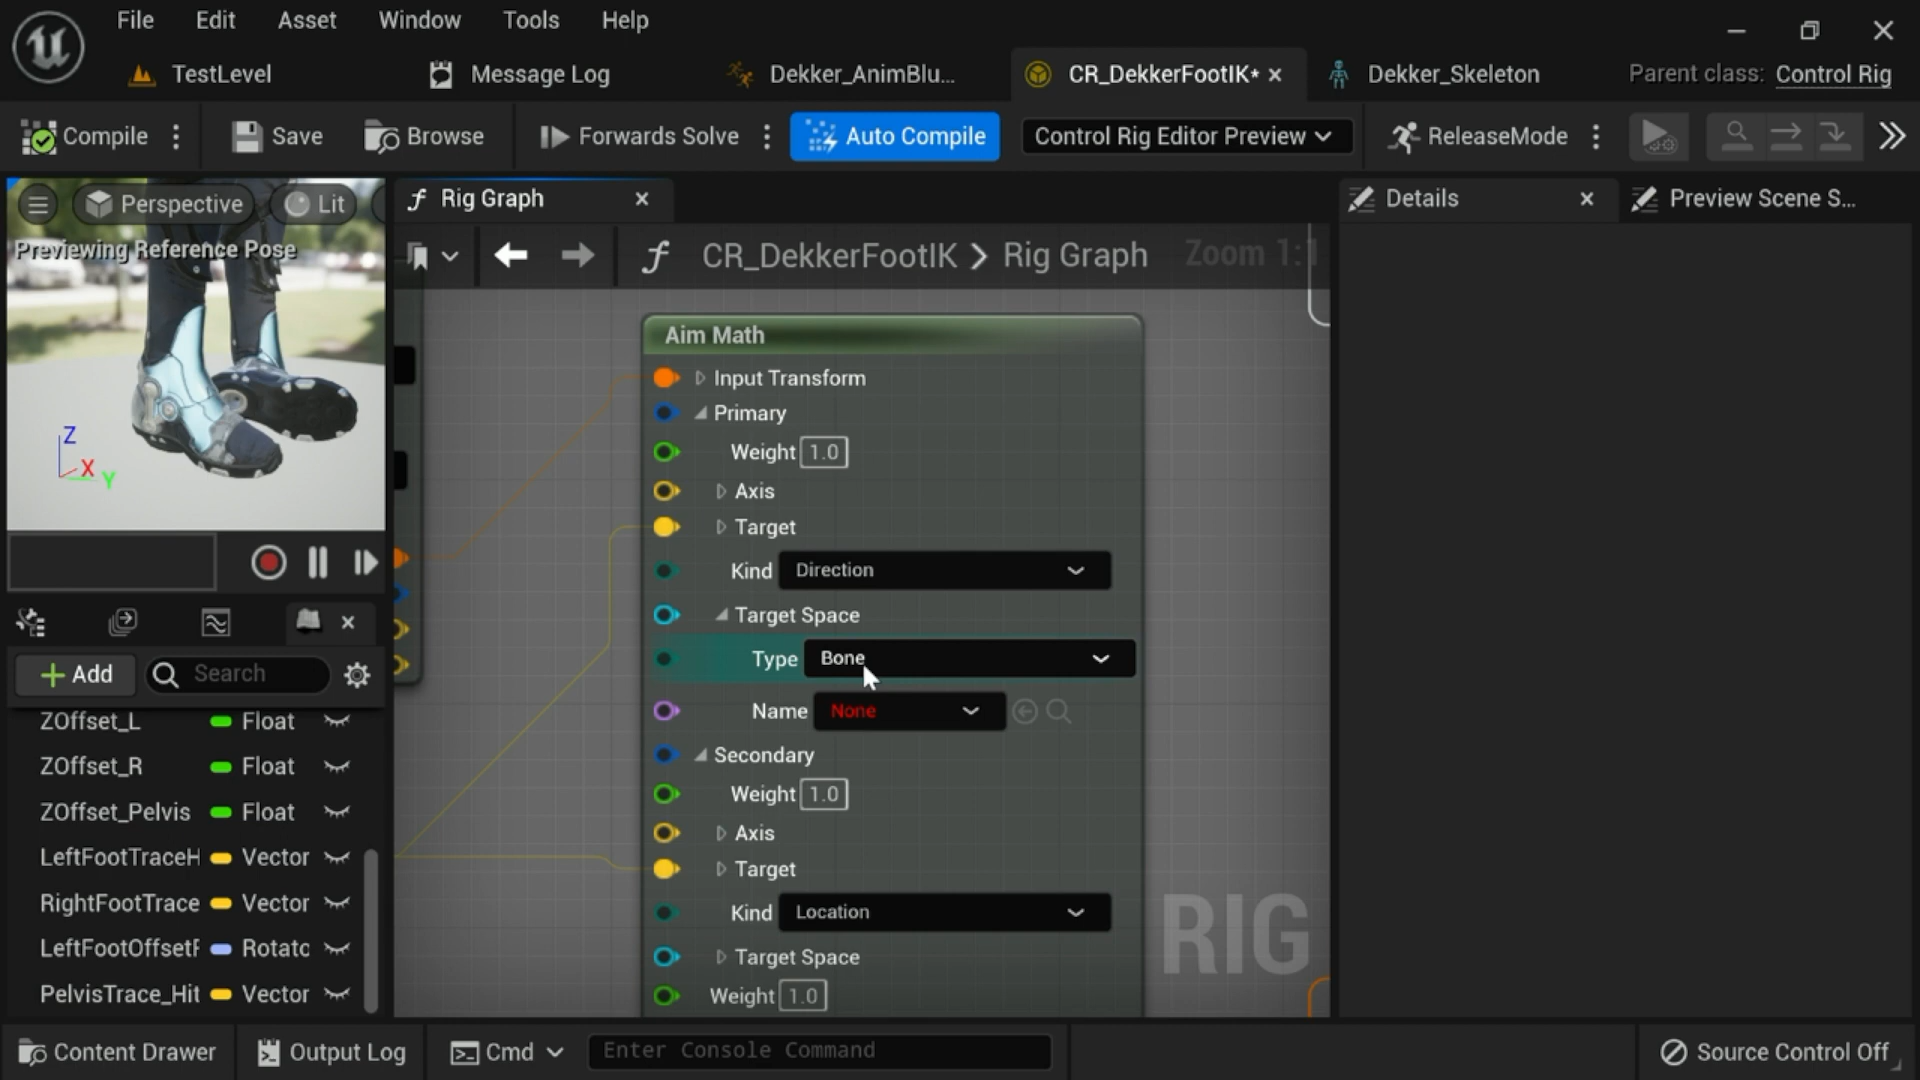 File Edit Asset Window Tools Help
TestLevel Message Log Dekker_AnimBlu... CR_DekkerFootIK* Dekker_Skeleton Parent class: Control Rig
Compile Save Browse Forwards Solve Auto Compile Control Rig Editor Preview ReleaseMode
Perspective Lit
Previewing Reference Pose
Z
X
Y
Rig Graph
CR_DekkerFootIK > Rig Graph Zoom 1:1
Details Preview Scene S...
Add Search
ZOffset_L Float
ZOffset_R Float
ZOffset_Pelvis Float
LeftFootTraceH Vector
RightFootTrace Vector
LeftFootOffsetF Rotatc
PelvisTrace_Hit Vector
Aim Math
Input Transform
Primary
Weight 1.0
Axis
Target
Kind Direction
Target Space
Type Bone
Name None
Secondary
Weight 1.0
Axis
Target
Kind Location
Target Space
Weight 1.0
RIG
Content Drawer Output Log Cmd Enter Console Command Source Control Off